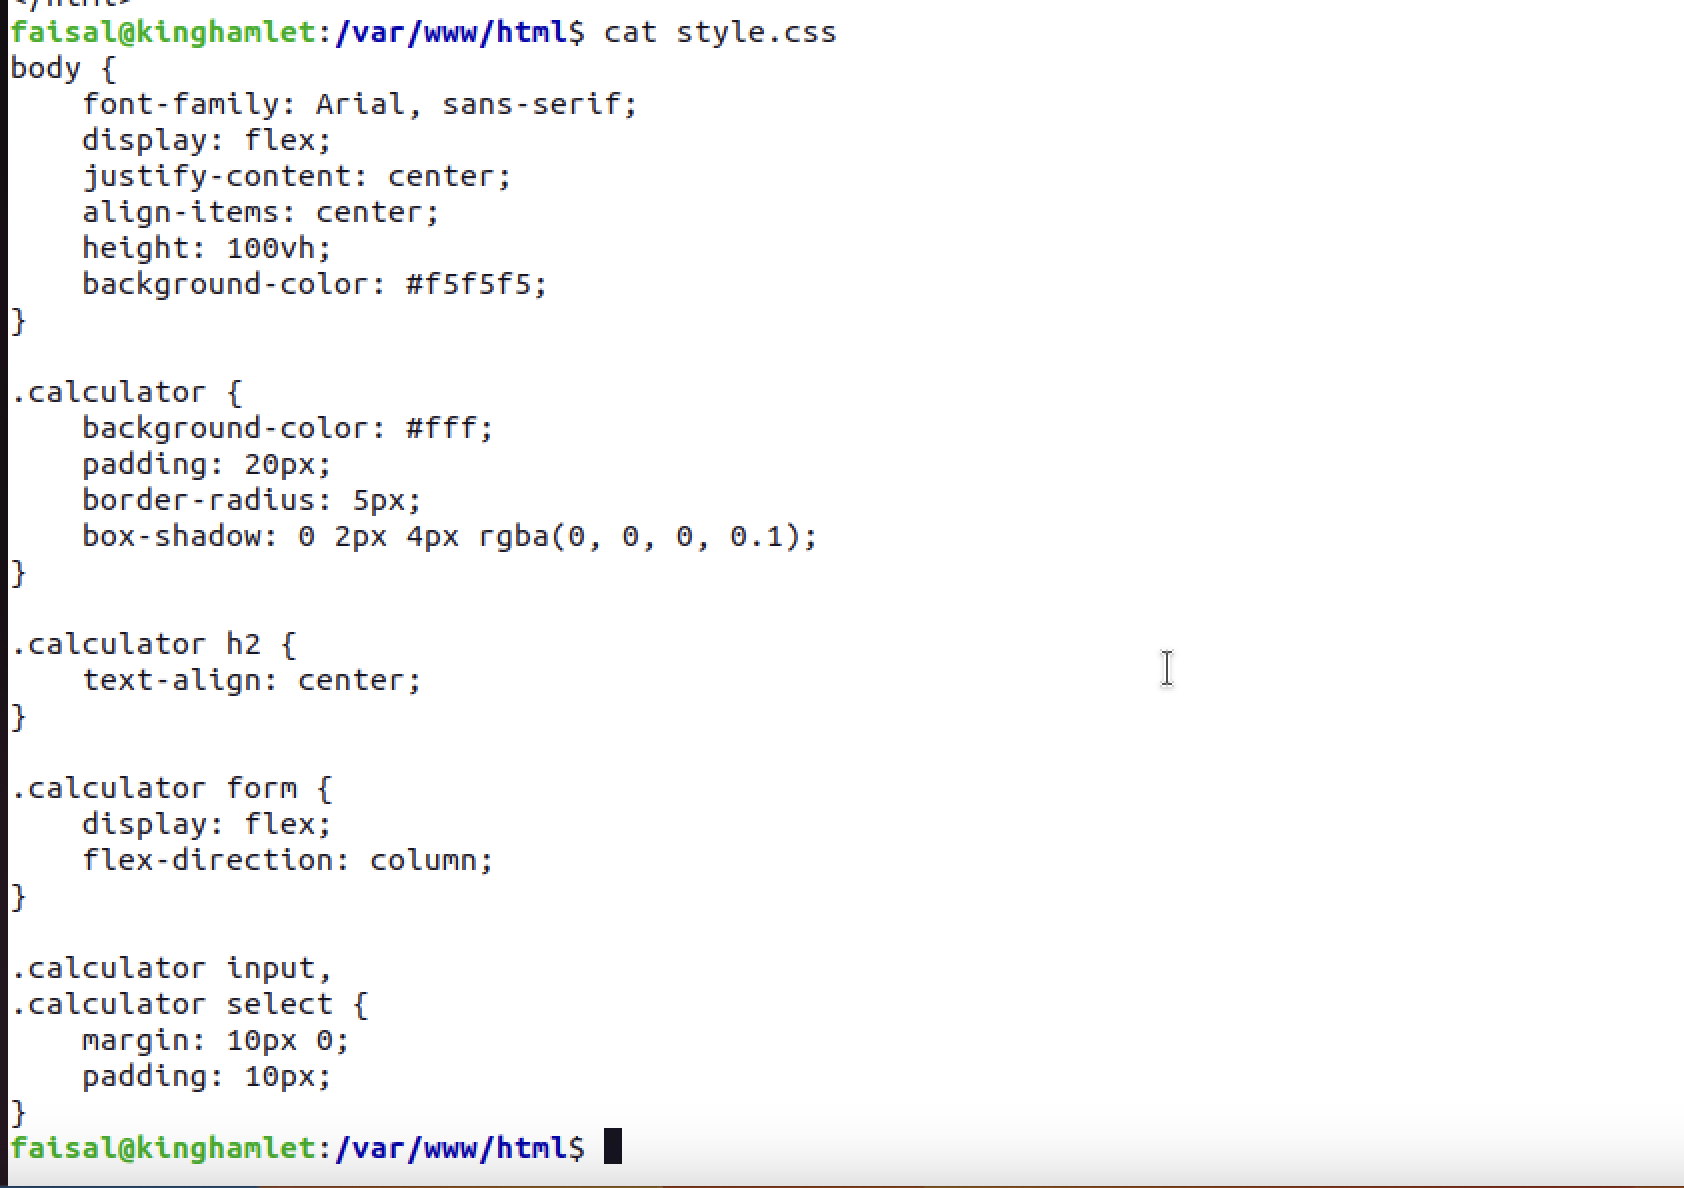 faisal@kinghamlet:/var/www/html$ cat style.css
body {
    font-family: Arial, sans-serif;
    display: flex;
    justify-content: center;
    align-items: center;
    height: 100vh;
    background-color: #f5f5f5;
}

.calculator {
    background-color: #fff;
    padding: 20px;
    border-radius: 5px;
    box-shadow: 0 2px 4px rgba(0, 0, 0, 0.1);
}

.calculator h2 {
    text-align: center;
}

.calculator form {
    display: flex;
    flex-direction: column;
}

.calculator input,
.calculator select {
    margin: 10px 0;
    padding: 10px;
}
faisal@kinghamlet:/var/www/html$